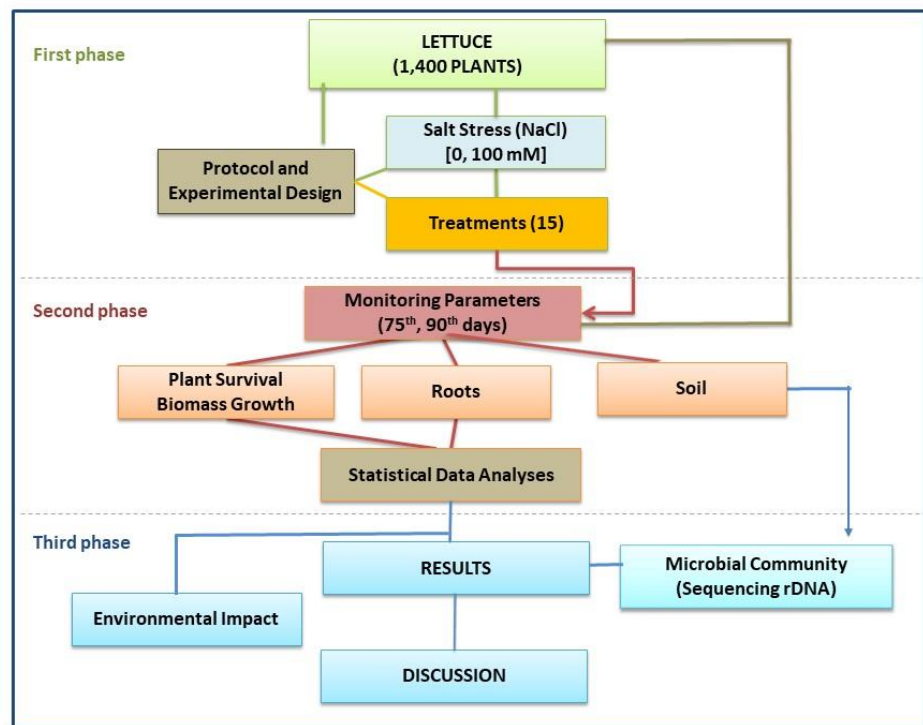 First phase
LETTUCE
(1,400 PLANTS)
Salt Stress (NaCl)
[0, 100 mM]
Protocol and
Experimental Design
Treatments (15)
Second phase
Monitoring Parameters
(75th, 90th days)
Plant Survival
Biomass Growth
Roots
Soil
Statistical Data Analyses
Third phase
RESULTS
Microbial Community
(Sequencing rDNA)
Environmental Impact
DISCUSSION